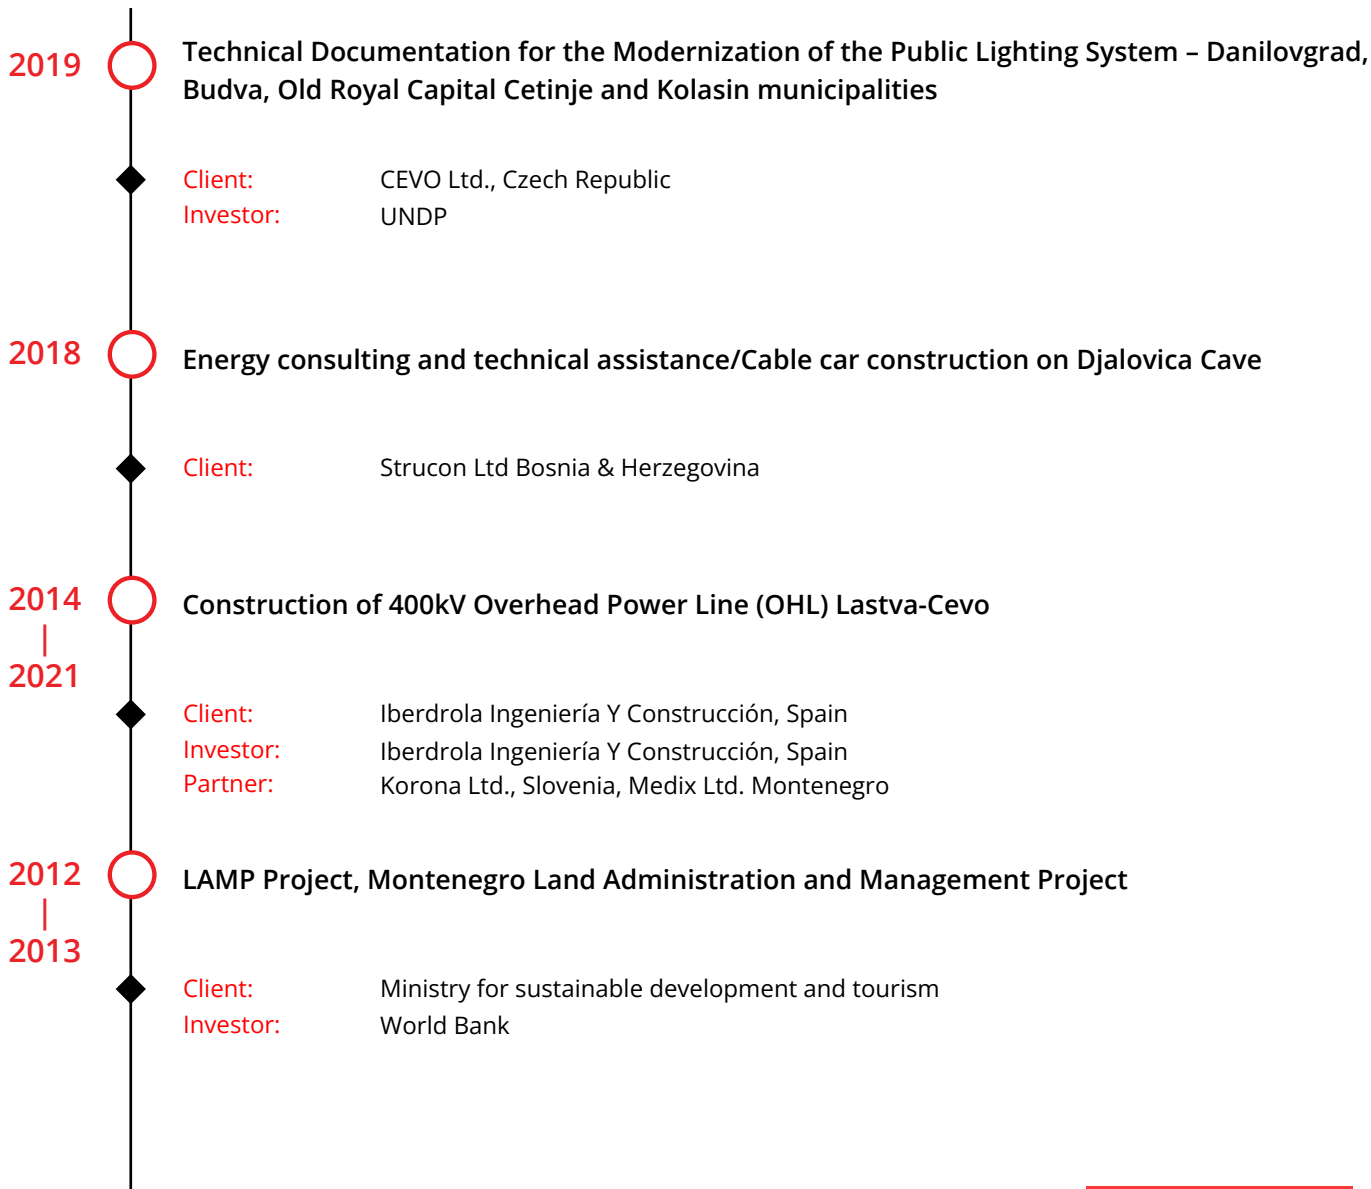 2019
Technical Documentation for the Modernization of the Public Lighting System – Danilovgrad,
Budva, Old Royal Capital Cetinje and Kolasin municipalities
Client: CEVO Ltd., Czech Republic
Investor: UNDP
2018
Energy consulting and technical assistance/Cable car construction on Djalovica Cave
Client: Strucon Ltd Bosnia & Herzegovina
2014
|
2021
Construction of 400kV Overhead Power Line (OHL) Lastva-Cevo
Client: Iberdrola Ingeniería Y Construcción, Spain
Investor: Iberdrola Ingeniería Y Construcción, Spain
Partner: Korona Ltd., Slovenia, Medix Ltd. Montenegro
2012
|
2013
LAMP Project, Montenegro Land Administration and Management Project
Client: Ministry for sustainable development and tourism
Investor: World Bank